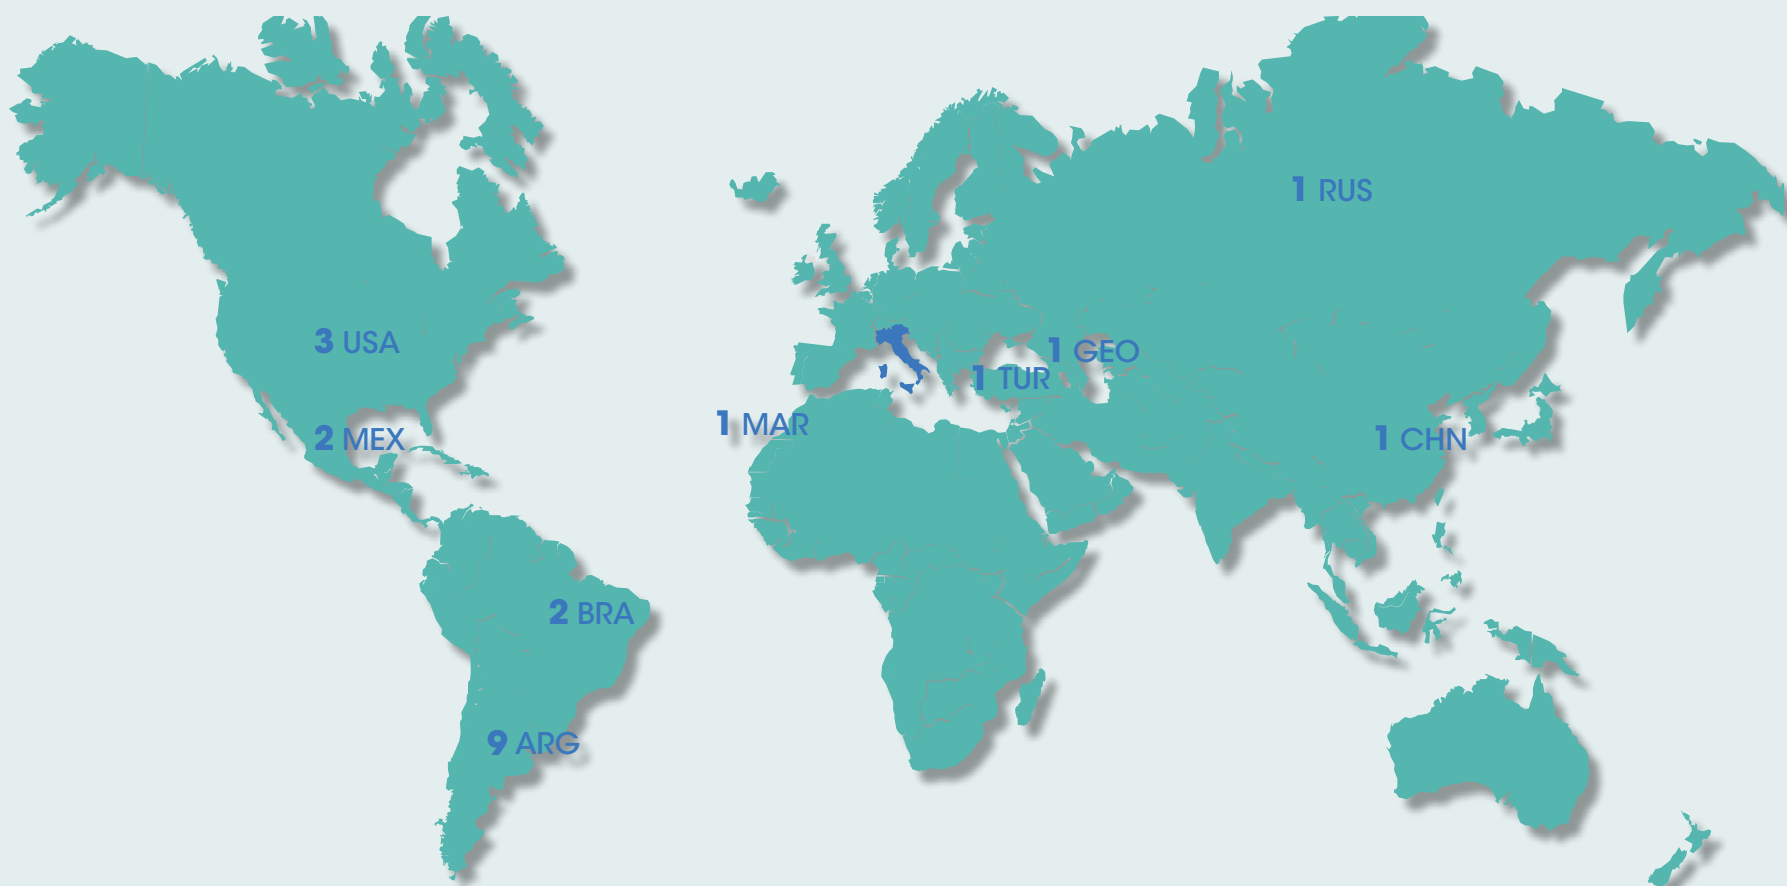 1 RUS
3 USA
1 GEO
1 TUR
1 MAR
2 MEX
1 CHN
2 BRA
9 ARG